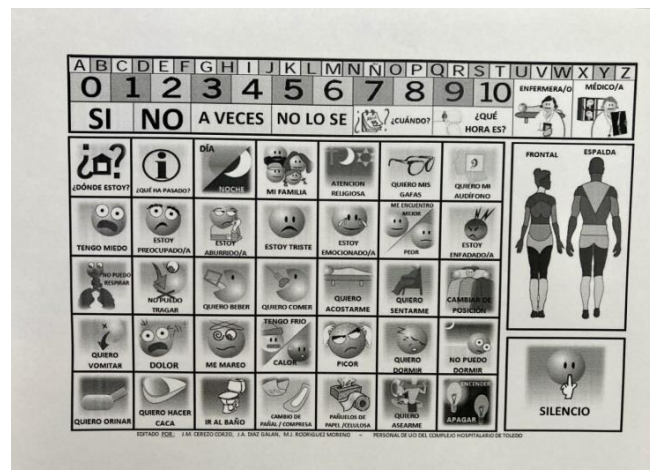 A B C D E F G H I J K L M N Ñ O P Q R S T U V W X Y Z
0 1 2 3 4 5 6 7 8 9 10
ENFERMERA/O
MÉDICO/A
SI
NO
A VECES
NO LO SE
¿CUÁNDO?
¿QUÉ
HORA ES?
¿DÓNDE ESTOY?
¿QUÉ HA PASADO?
DÍA
NOCHE
MI FAMILIA
ATENCION
RELIGIOSA
QUIERO MIS
GAFAS
QUIERO MI
AUDÍFONO
TENGO MIEDO
ESTOY
PREOCUPADO/A
ESTOY
ABURRIDO/A
ESTOY TRISTE
ESTOY
EMOCIONADO/A
ME ENCUENTRO
MEJOR
PEOR
ESTOY
ENFADADO/A
NO PUEDO
RESPIRAR
NO PUEDO
TRAGAR
QUIERO BEBER
QUIERO COMER
QUIERO
ACOSTARME
QUIERO
SENTARME
CAMBIAR DE
POSICIÓN
QUIERO
VOMITAR
DOLOR
ME MAREO
TENGO FRIO
CALOR
PICOR
QUIERO
DORMIR
NO PUEDO
DORMIR
QUIERO ORINAR
QUIERO HACER
CACA
IR AL BAÑO
CAMBIO DE
PAÑAL / COMPRESA
PAÑUELOS DE
PAPEL /CELULOSA
QUIERO
ASEARME
ENCENDER
APAGAR
FRONTAL
ESPALDA
SILENCIO
EDITADO POR: J.M. CEREZO CORZO, J.A. DIAZ GALAN, M.J. RODRIGUEZ MORENO – PERSONAL DE UCI DEL COMPLEJO HOSPITALARIO DE TOLEDO